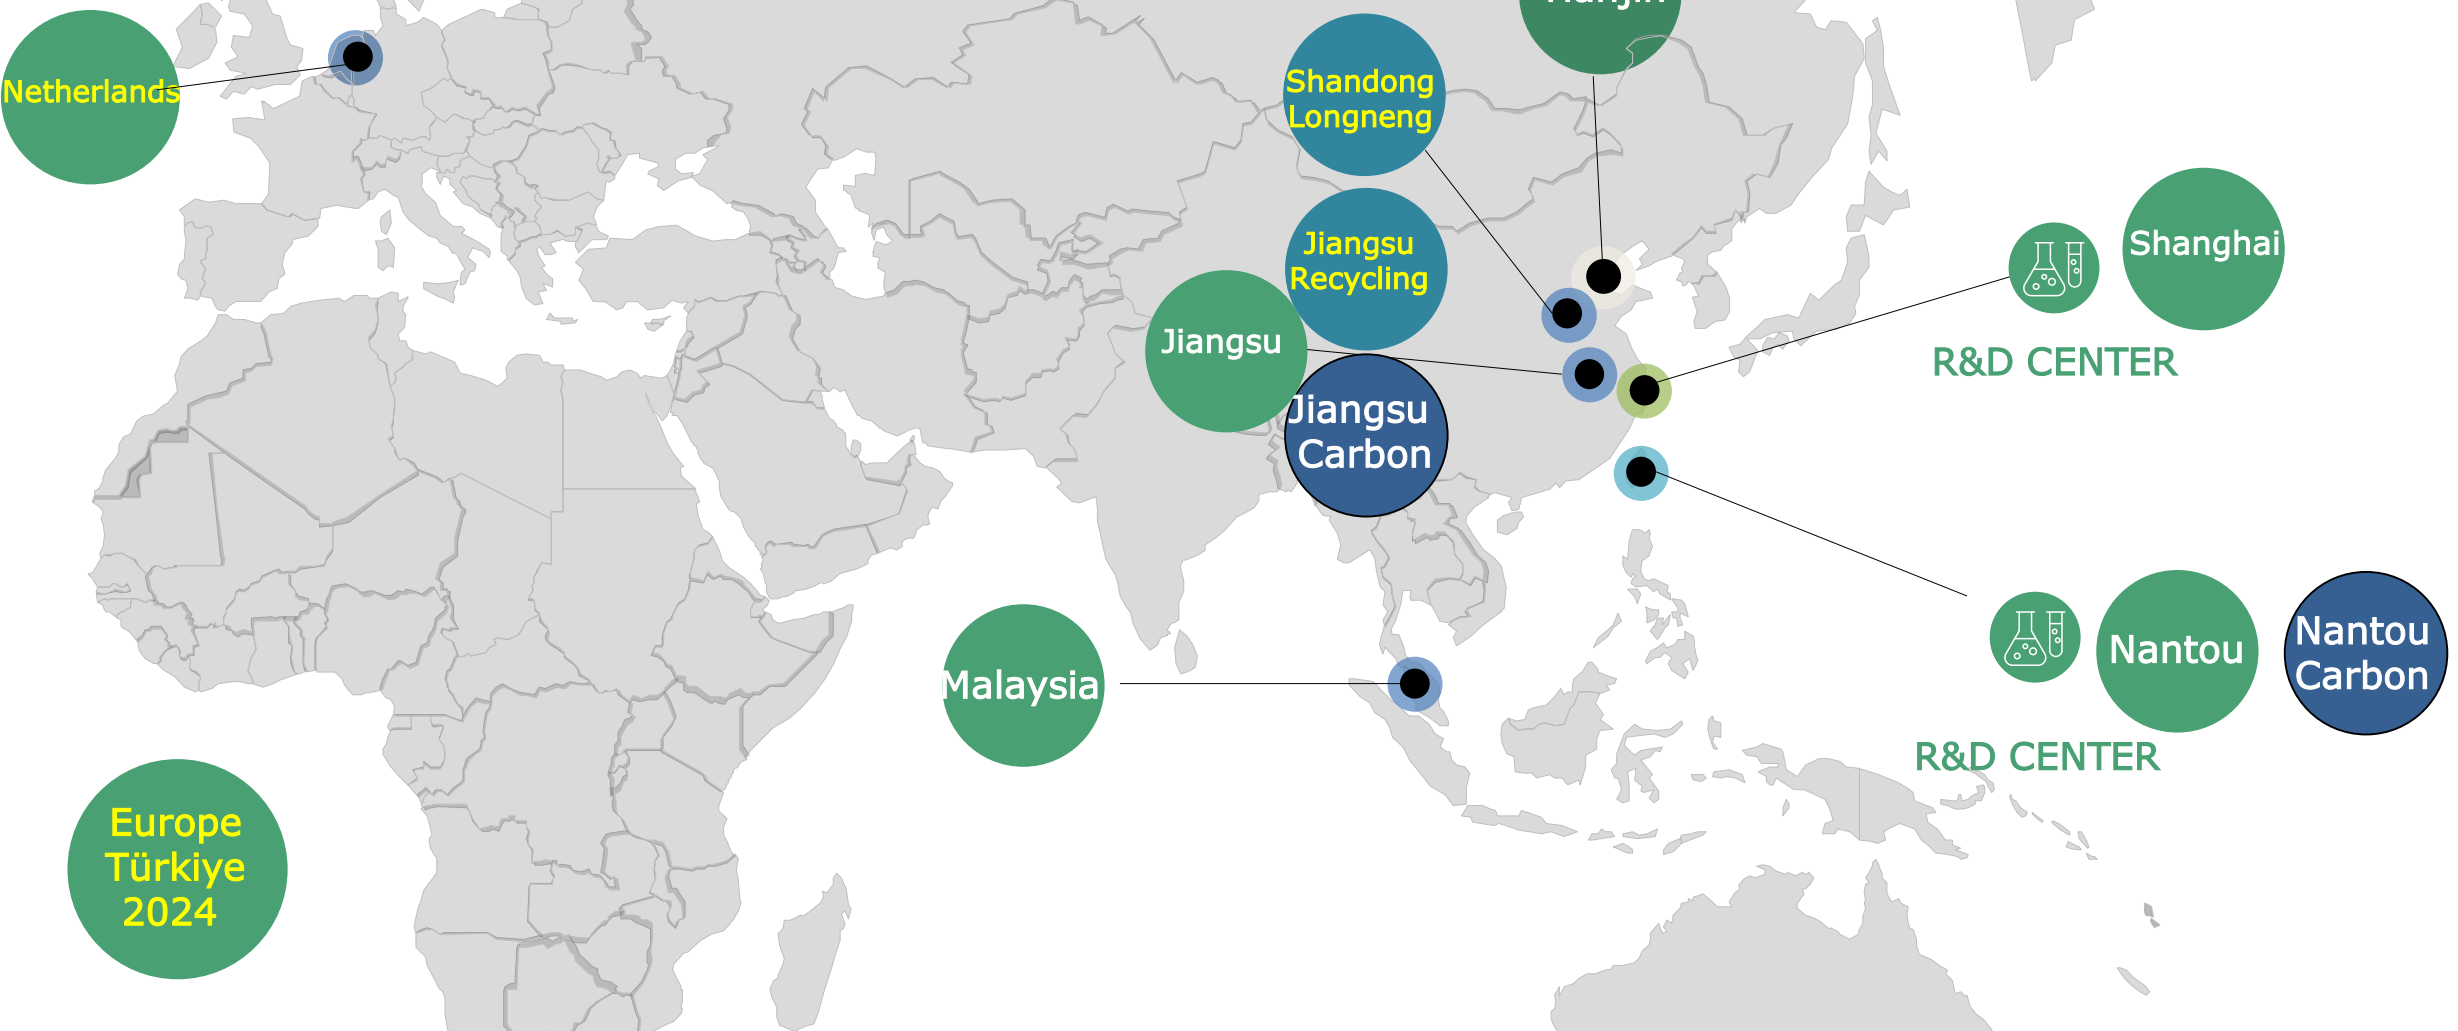 Netherlands
Shandong
Longneng
Jiangsu
Recycling
Jiangsu
Jiangsu
Carbon
Shanghai
R&D CENTER
Malaysia
Nantou
Nantou
Carbon
R&D CENTER
Europe
Türkiye
2024